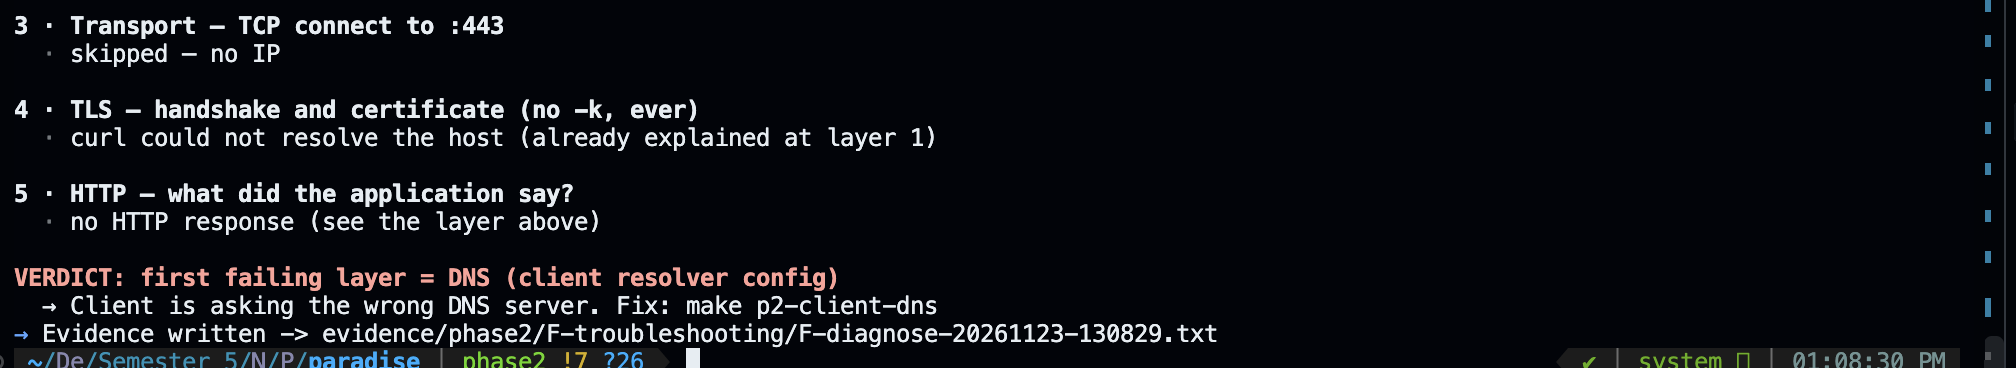 3 · Transport — TCP connect to :443
· skipped — no IP
4 · TLS — handshake and certificate (no -k, ever)
· curl could not resolve the host (already explained at layer 1)
5 · HTTP — what did the application say?
· no HTTP response (see the layer above)
VERDICT: first failing layer = DNS (client resolver config)
→ Client is asking the wrong DNS server. Fix: make p2-client-dns
→ Evidence written -> evidence/phase2/F-troubleshooting/F-diagnose-20261123-130829.txt
~/De/Semester 5/N/P/paradise | phase2 !7 ?26 ✔ | system | 01:08:30 PM